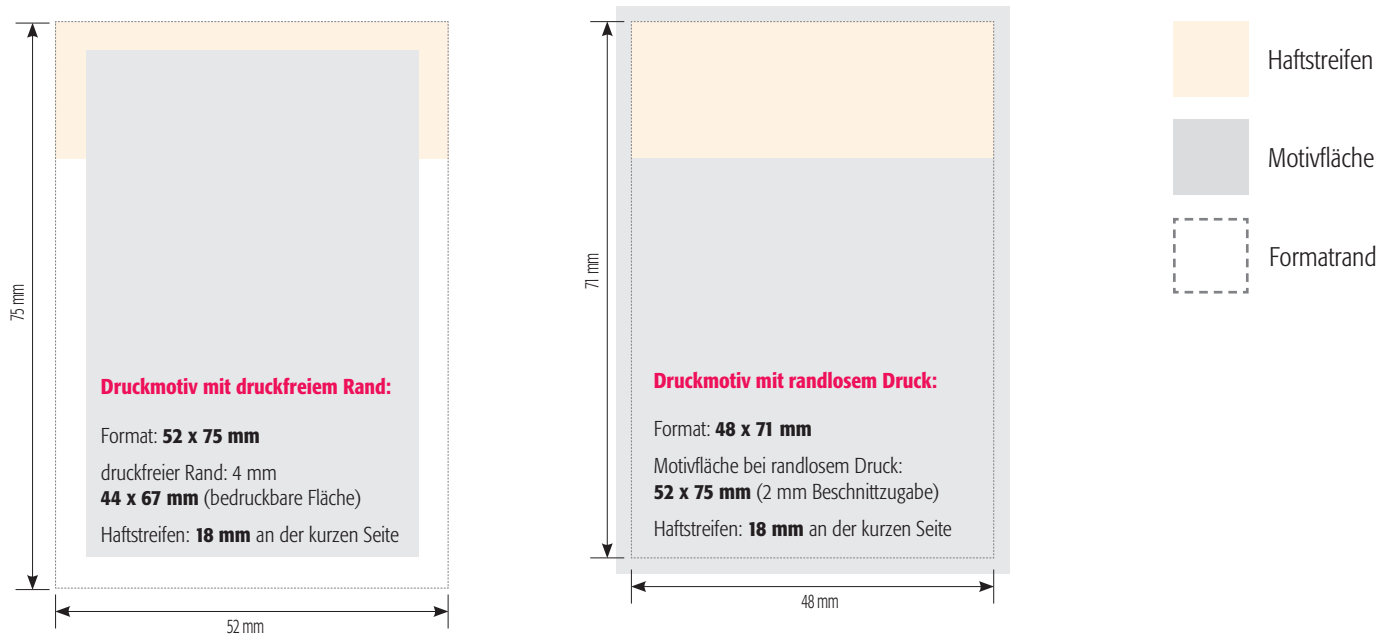 75 mm
Druckmotiv mit druckfreiem Rand:
Format: 52 x 75 mm
druckfreier Rand: 4 mm
44 x 67 mm (bedruckbare Fläche)
Haftstreifen: 18 mm an der kurzen Seite
52 mm
71 mm
Druckmotiv mit randlosem Druck:
Format: 48 x 71 mm
Motivfläche bei randlosem Druck:
52 x 75 mm (2 mm Beschnittzugabe)
Haftstreifen: 18 mm an der kurzen Seite
48 mm
Haftstreifen
Motivfläche
Formatrand